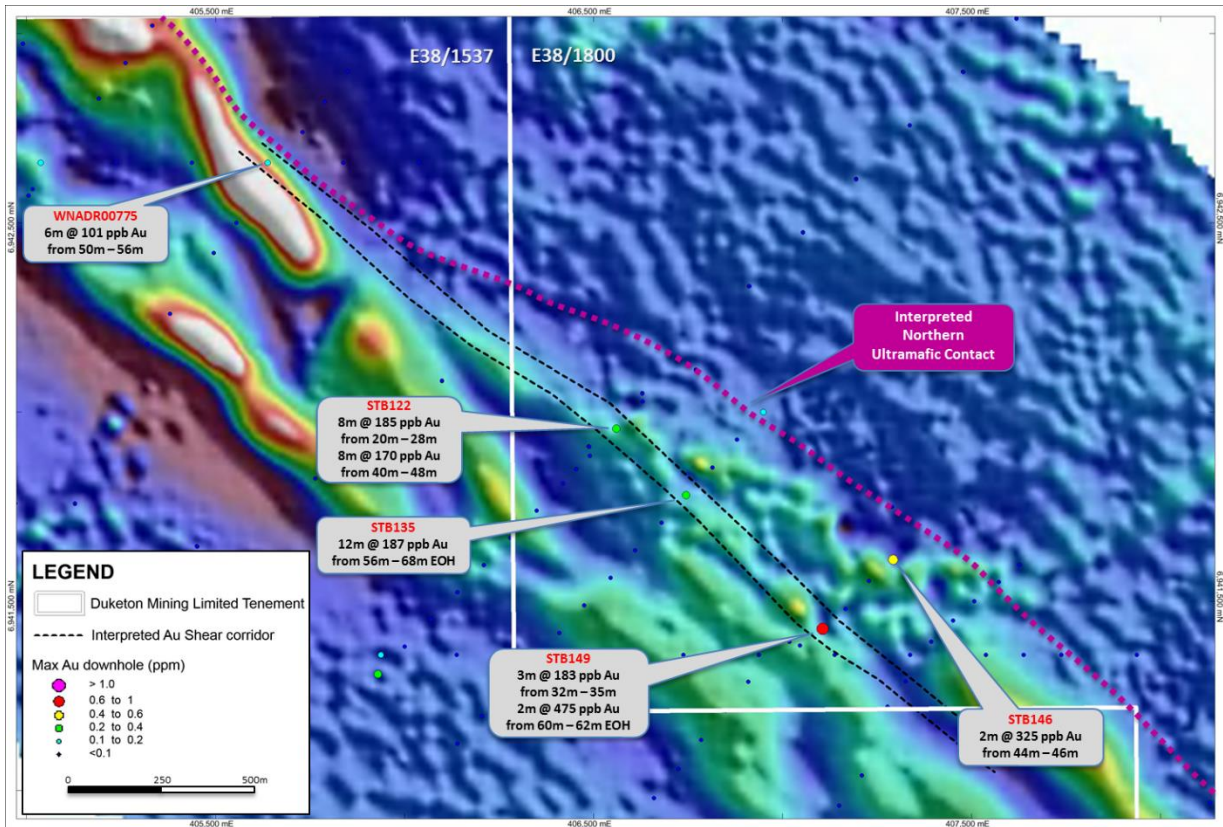 405,500 mE
406,500 mE
407,500 mE
E38/1537
E38/1800
6,942,500 mN
6,942,500 mN
WNADR00775
6m @ 101 ppb Au
from 50m – 56m
Interpreted
Northern
Ultramafic Contact
STB122
8m @ 185 ppb Au
from 20m – 28m
8m @ 170 ppb Au
from 40m – 48m
STB135
12m @ 187 ppb Au
from 56m – 68m EOH
6,941,500 mN
6,941,500 mN
STB149
3m @ 183 ppb Au
from 32m – 35m
2m @ 475 ppb Au
from 60m – 62m EOH
STB146
2m @ 325 ppb Au
from 44m – 46m
LEGEND
Duketon Mining Limited Tenement
Interpreted Au Shear corridor
Max Au downhole (ppm)
> 1.0
0.6 to 1
0.4 to 0.6
0.2 to 0.4
0.1 to 0.2
<0.1
0 250 500m
405,500 mE
406,500 mE
407,500 mE